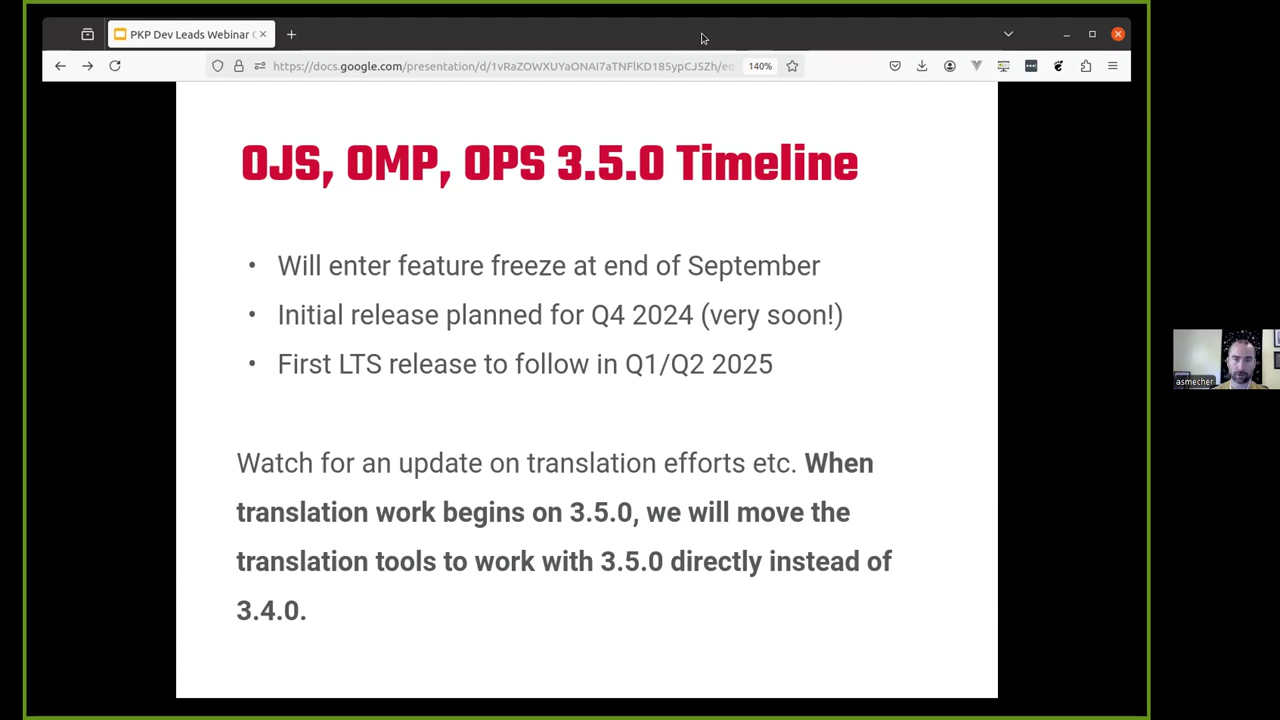 PKP Dev Leads Webinar
https://docs.google.com/presentation/d/1vRaZOWXUYaONAI7aTNFlKD185ypCJ5Zh/ed
140%
OJS, OMP, OPS 3.5.0 Timeline
• Will enter feature freeze at end of September
• Initial release planned for Q4 2024 (very soon!)
• First LTS release to follow in Q1/Q2 2025
asmecher
Watch for an update on translation efforts etc. When
translation work begins on 3.5.0, we will move the
translation tools to work with 3.5.0 directly instead of
3.4.0.